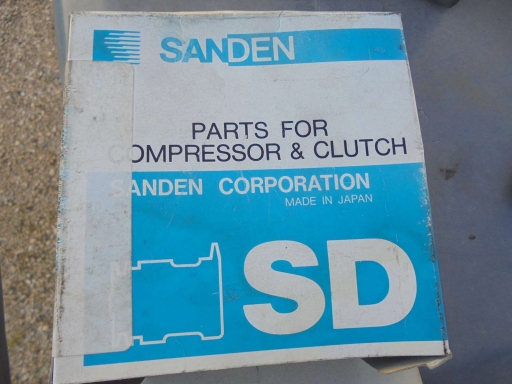 SANDEN
PARTS FOR
COMPRESSOR & CLUTCH
SANDEN CORPORATION
MADE IN JAPAN
SD